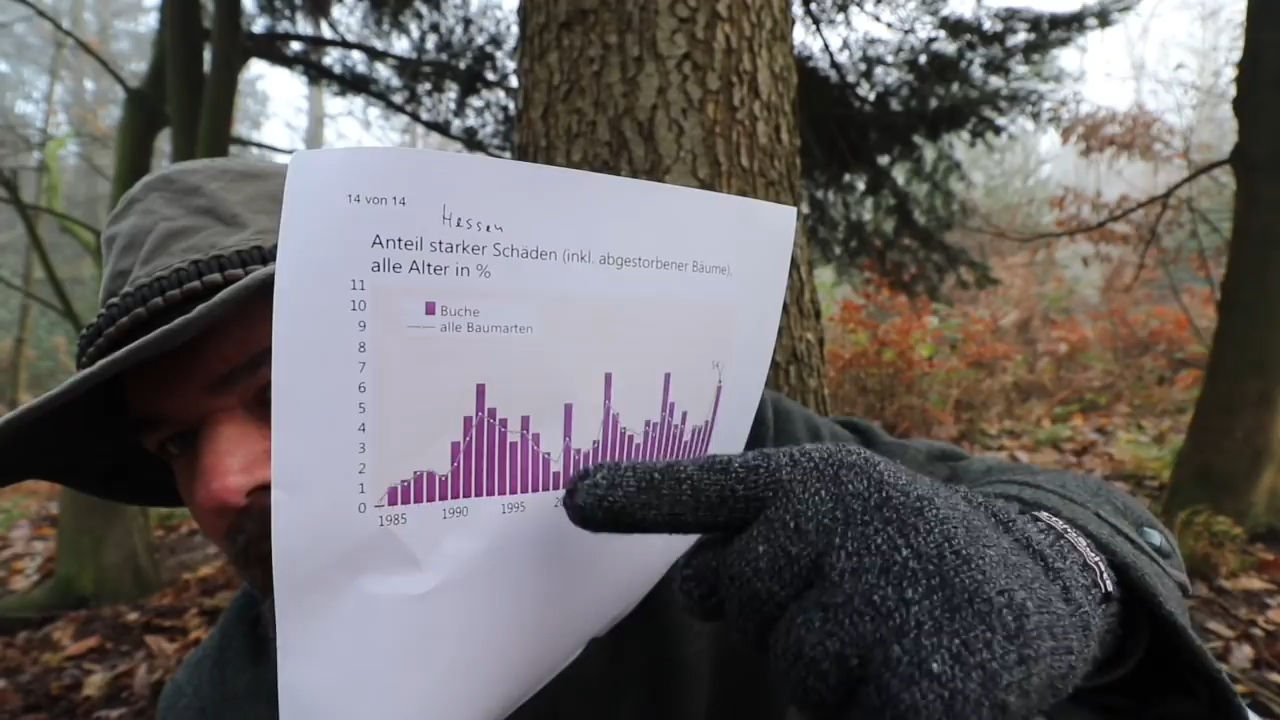 14 von 14
Hessen
Anteil starker Schäden (inkl. abgestorbener Bäume),
alle Alter in %
11
10
9
8
7
6
5
4
3
2
1
0
Buche
alle Baumarten
1985
1990
1995